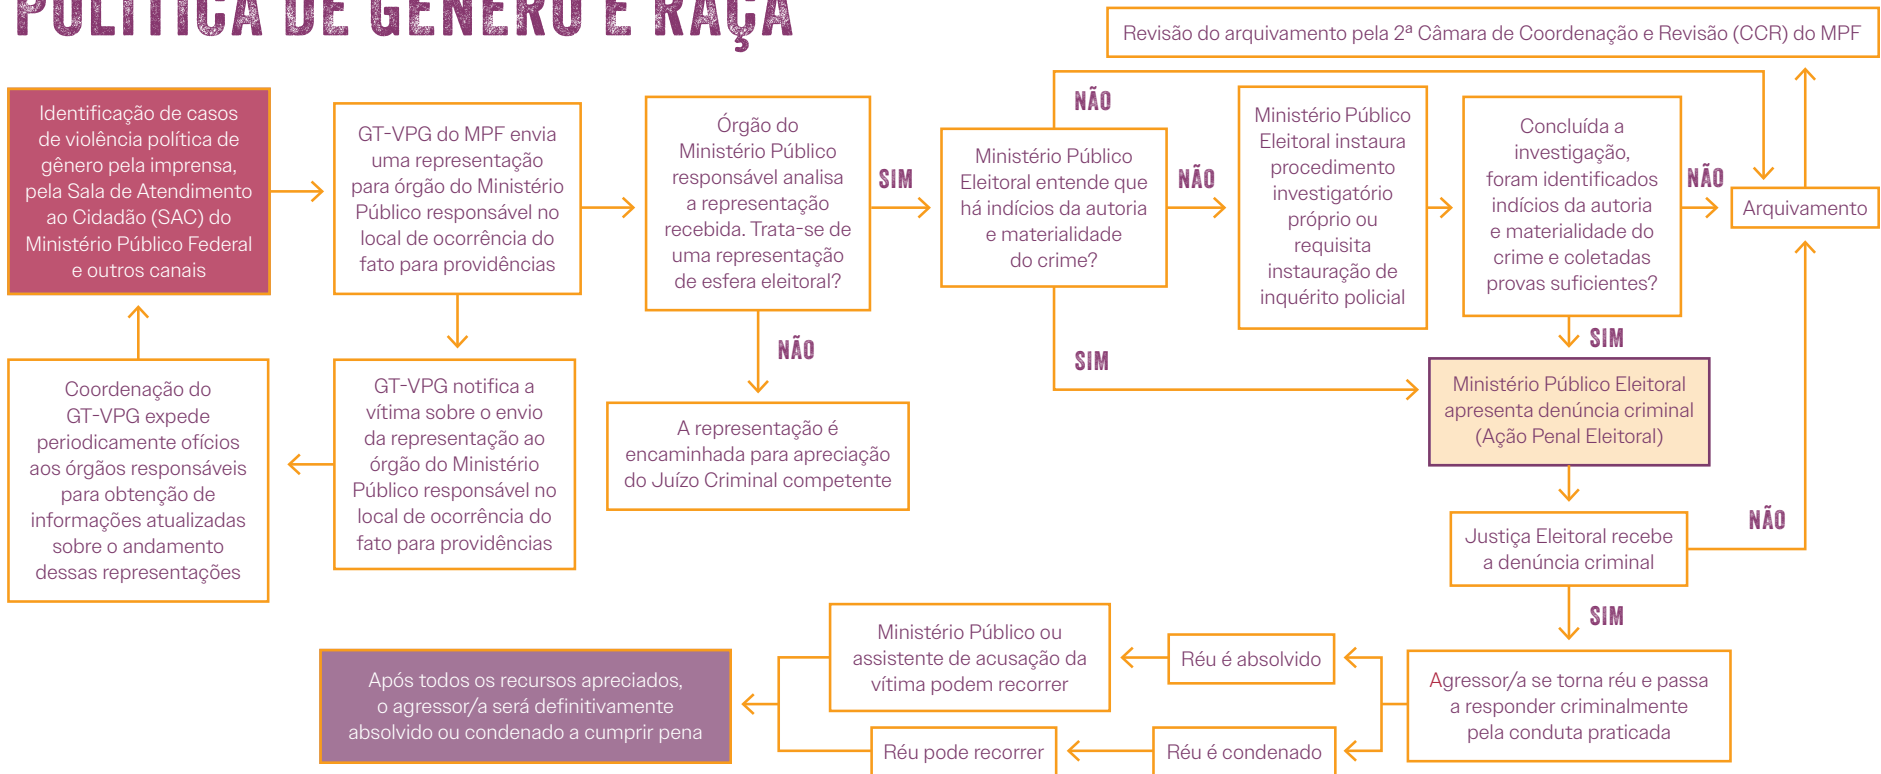 POLÍTICA DE GÊNERO E RAÇA
Revisão do arquivamento pela 2ª Câmara de Coordenação e Revisão (CCR) do MPF
Identificação de casos
de violência política de
gênero pela imprensa,
pela Sala de Atendimento
ao Cidadão (SAC) do
Ministério Público Federal
e outros canais
GT-VPG do MPF envia
uma representação
para órgão do Ministério
Público responsável no
local de ocorrência do
fato para providências
Órgão do
Ministério Público
responsável analisa
a representação
recebida. Trata-se de
uma representação
de esfera eleitoral?
SIM
Ministério Público
Eleitoral entende que
há indícios da autoria
e materialidade
do crime?
NÃO
NÃO
Ministério Público
Eleitoral instaura
procedimento
investigatório
próprio ou
requisita
instauração de
inquérito policial
Concluída a
investigação,
foram identificados
indícios da autoria
e materialidade do
crime e coletadas
provas suficientes?
NÃO
Arquivamento
Coordenação do
GT-VPG expede
periodicamente ofícios
aos órgãos responsáveis
para obtenção de
informações atualizadas
sobre o andamento
dessas representações
GT-VPG notifica a
vítima sobre o envio
da representação ao
órgão do Ministério
Público responsável no
local de ocorrência do
fato para providências
NÃO
A representação é
encaminhada para apreciação
do Juízo Criminal competente
SIM
SIM
Ministério Público Eleitoral
apresenta denúncia criminal
(Ação Penal Eleitoral)
Justiça Eleitoral recebe
a denúncia criminal
NÃO
SIM
Agressor/a se torna réu e passa
a responder criminalmente
pela conduta praticada
Réu é absolvido
Ministério Público ou
assistente de acusação da
vítima podem recorrer
Réu é condenado
Réu pode recorrer
Após todos os recursos apreciados,
o agressor/a será definitivamente
absolvido ou condenado a cumprir pena